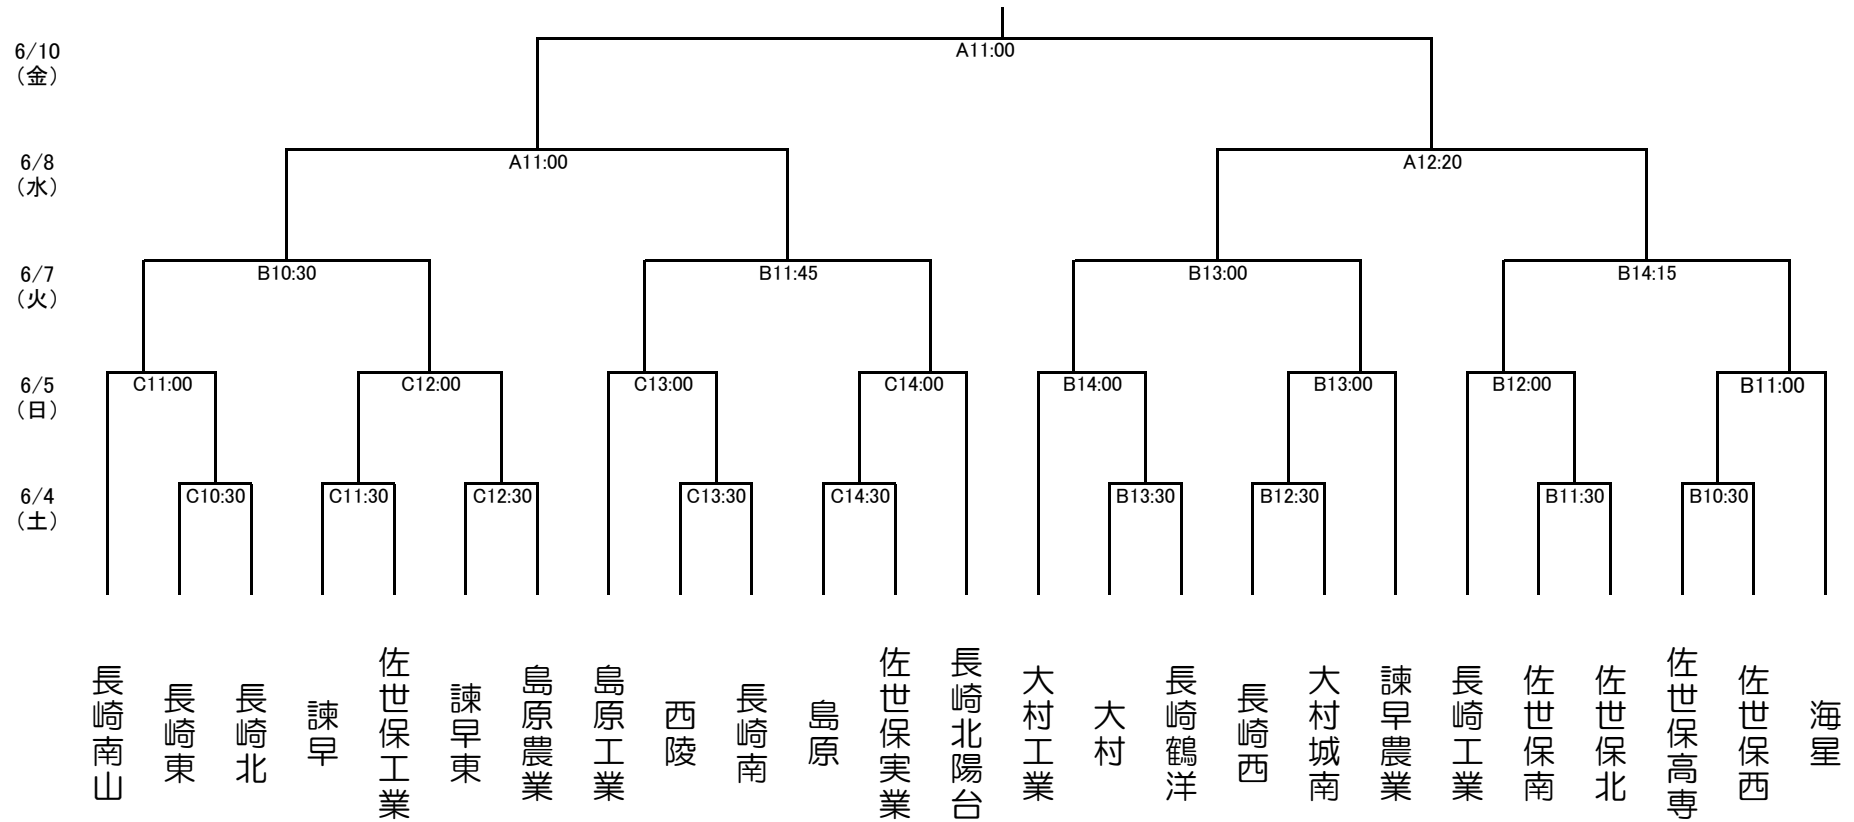 6/10
（金）
A11:00
6/8
（水）
A11:00
A12:20
6/7
（火）
B10:30
B11:45
B13:00
B14:15
6/5
（日）
C11:00
C12:00
C13:00
C14:00
B14:00
B13:00
B12:00
B11:00
6/4
（土）
C10:30
C11:30
C12:30
C13:30
C14:30
B13:30
B12:30
B11:30
B10:30
長崎南山
長崎東
長崎北
諫早
佐世保工業
諫早東
島原農業
島原工業
西陵
長崎南
島原
佐世保実業
長崎北陽台
大村工業
大村
長崎鶴洋
長崎西
大村城南
諫早農業
長崎工業
佐世保南
佐世保北
佐世保高専
佐世保西
海星